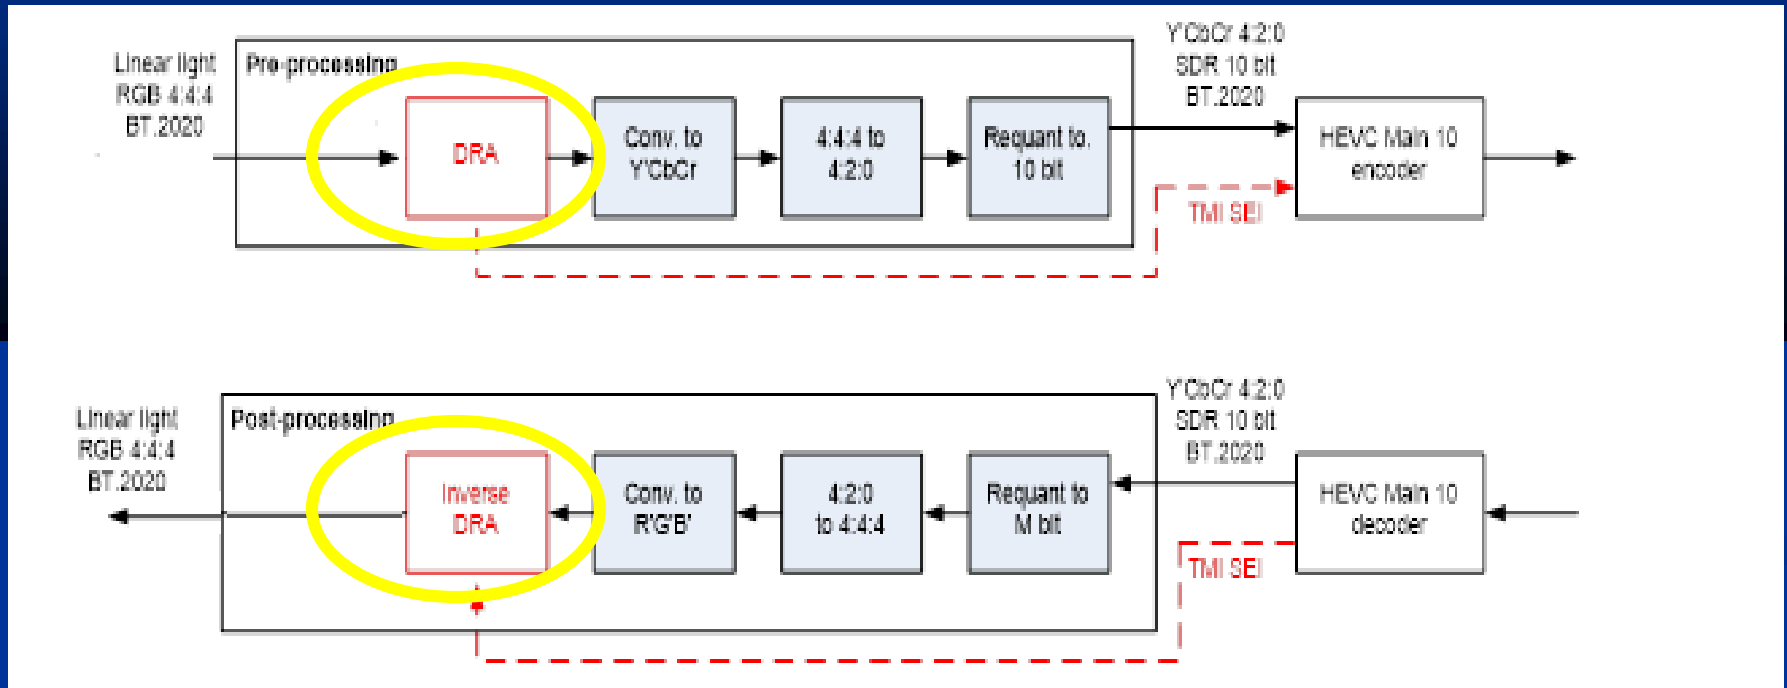 Linear light
RGB 4:4:4
BT.2020
Pre-processing
DRA
Conv. to
Y'CbCr
4:4:4 to
4:2:0
Requant to.
10 bit
Y'CbCr 4:2:0
SDR 10 bit
BT.2020
HEVC Main 10
encoder
TMI SEI
Linear light
RGB 4:4:4
BT.2020
Post-processing
Inverse
DRA
Conv. to
R'G'B'
4:2:0
to 4:4:4
Requant to
M bit
Y'CbCr 4:2:0
SDR 10 bit
BT.2020
HEVC Main 10
decoder
TMI SEI